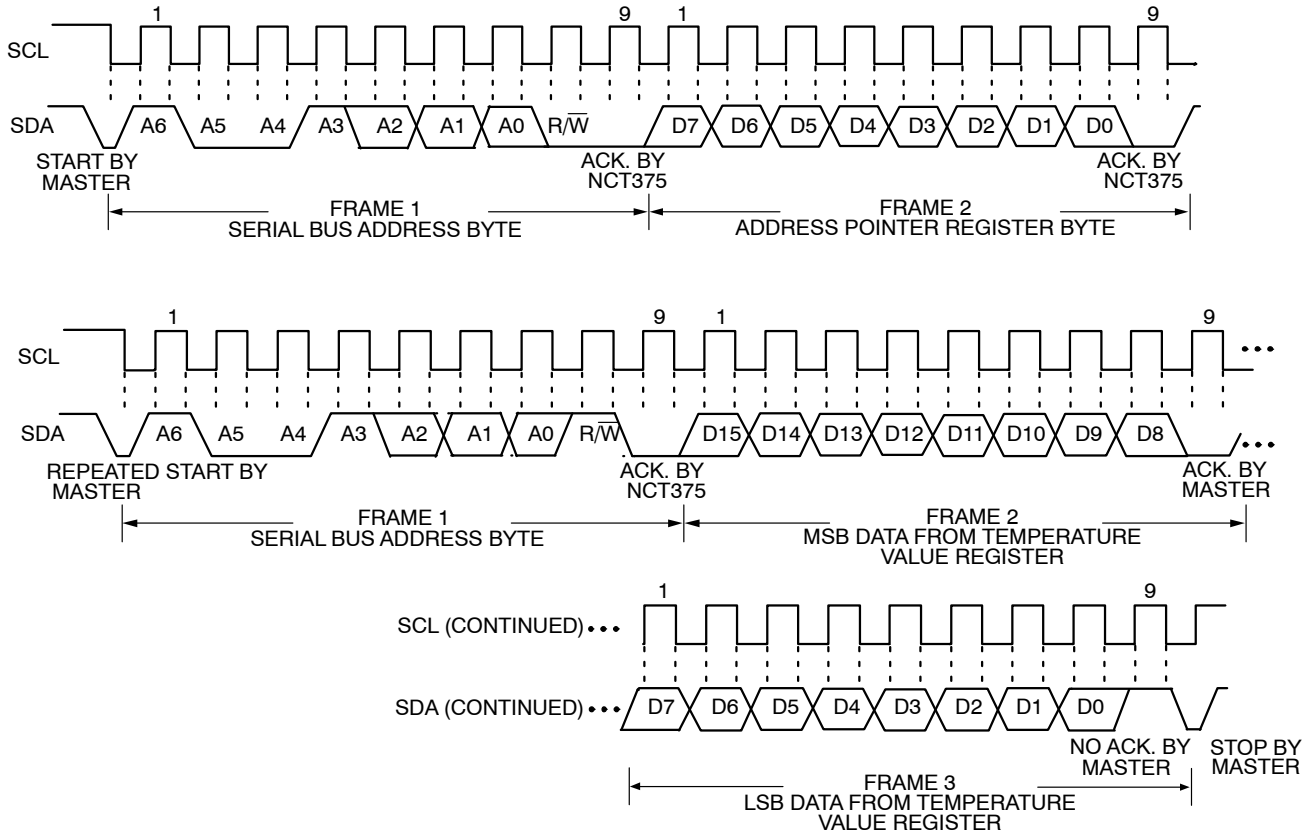 1 9 1 9
SCL
SDA A6 A5 A4 A3 A2 A1 A0 R/W̅ D7 D6 D5 D4 D3 D2 D1 D0
START BY
MASTER
ACK. BY
NCT375
ACK. BY
NCT375
FRAME 1
SERIAL BUS ADDRESS BYTE
FRAME 2
ADDRESS POINTER REGISTER BYTE
1 9 1 9
SCL •••
SDA A6 A5 A4 A3 A2 A1 A0 R/W̅ D15 D14 D13 D12 D11 D10 D9 D8 •••
REPEATED START BY
MASTER
ACK. BY
NCT375
ACK. BY
MASTER
FRAME 1
SERIAL BUS ADDRESS BYTE
FRAME 2
MSB DATA FROM TEMPERATURE
VALUE REGISTER
1 9
SCL (CONTINUED) •••
SDA (CONTINUED) ••• D7 D6 D5 D4 D3 D2 D1 D0
NO ACK. BY
MASTER
STOP BY
MASTER
FRAME 3
LSB DATA FROM TEMPERATURE
VALUE REGISTER